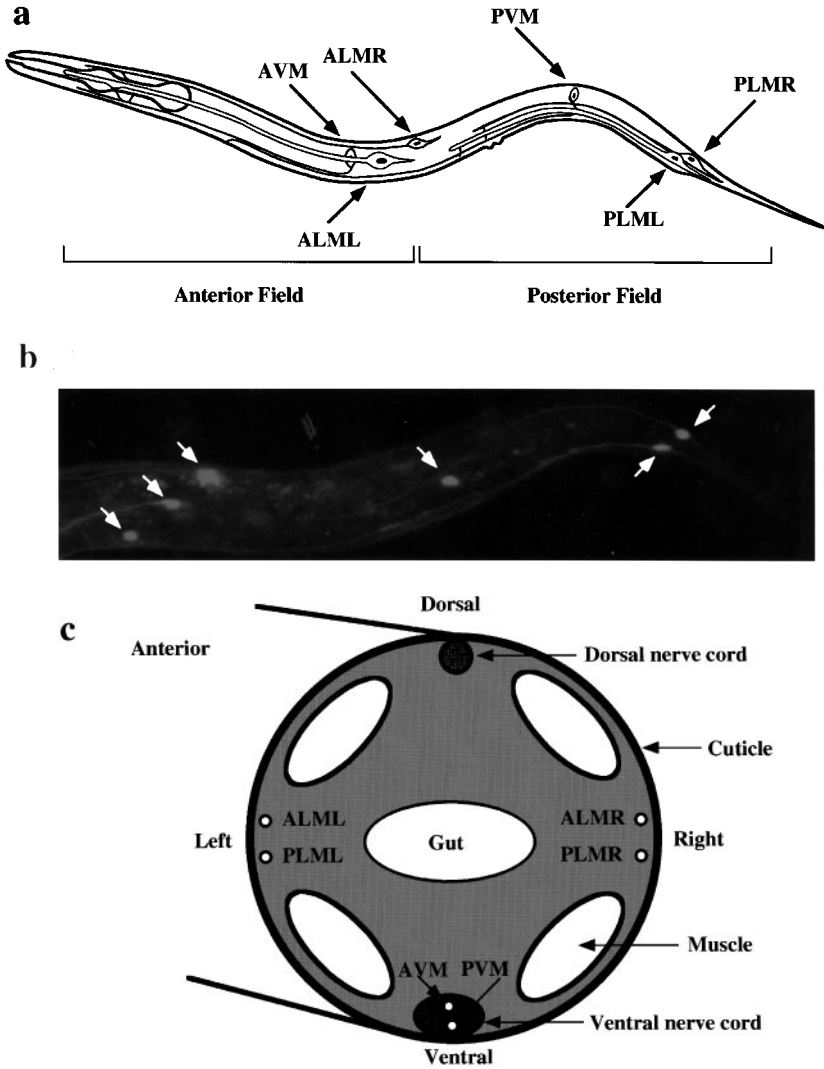 a
PVM
ALMR
AVM
PLMR
PLML
ALML
Anterior Field
Posterior Field
b
c
Dorsal
Anterior
Dorsal nerve cord
Cuticle
ALML
ALMR
Left
Gut
Right
PLML
PLMR
Muscle
AVM
PVM
Ventral nerve cord
Ventral